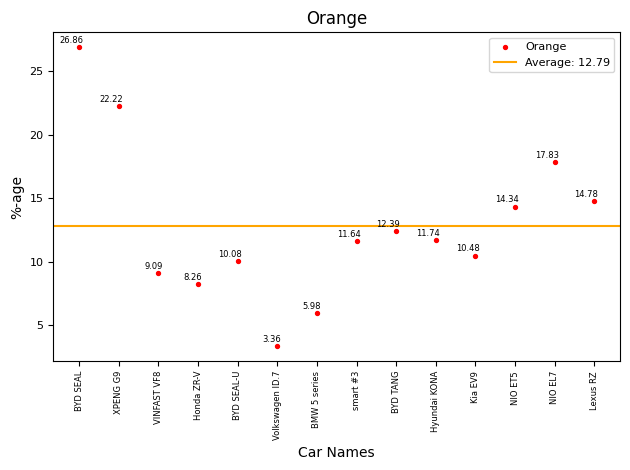 Orange
%-age
25
20
15
10
5
26.86
22.22
9.09
8.26
10.08
3.36
5.98
11.64
12.39
11.74
10.48
14.34
17.83
14.78
Orange
Average: 12.79
BYD SEAL
XPENG G9
VINFAST VF8
Honda ZR-V
BYD SEAL-U
Volkswagen ID.7
BMW 5 series
smart #3
BYD TANG
Hyundai KONA
Kia EV9
NIO ET5
NIO EL7
Lexus RZ
Car Names